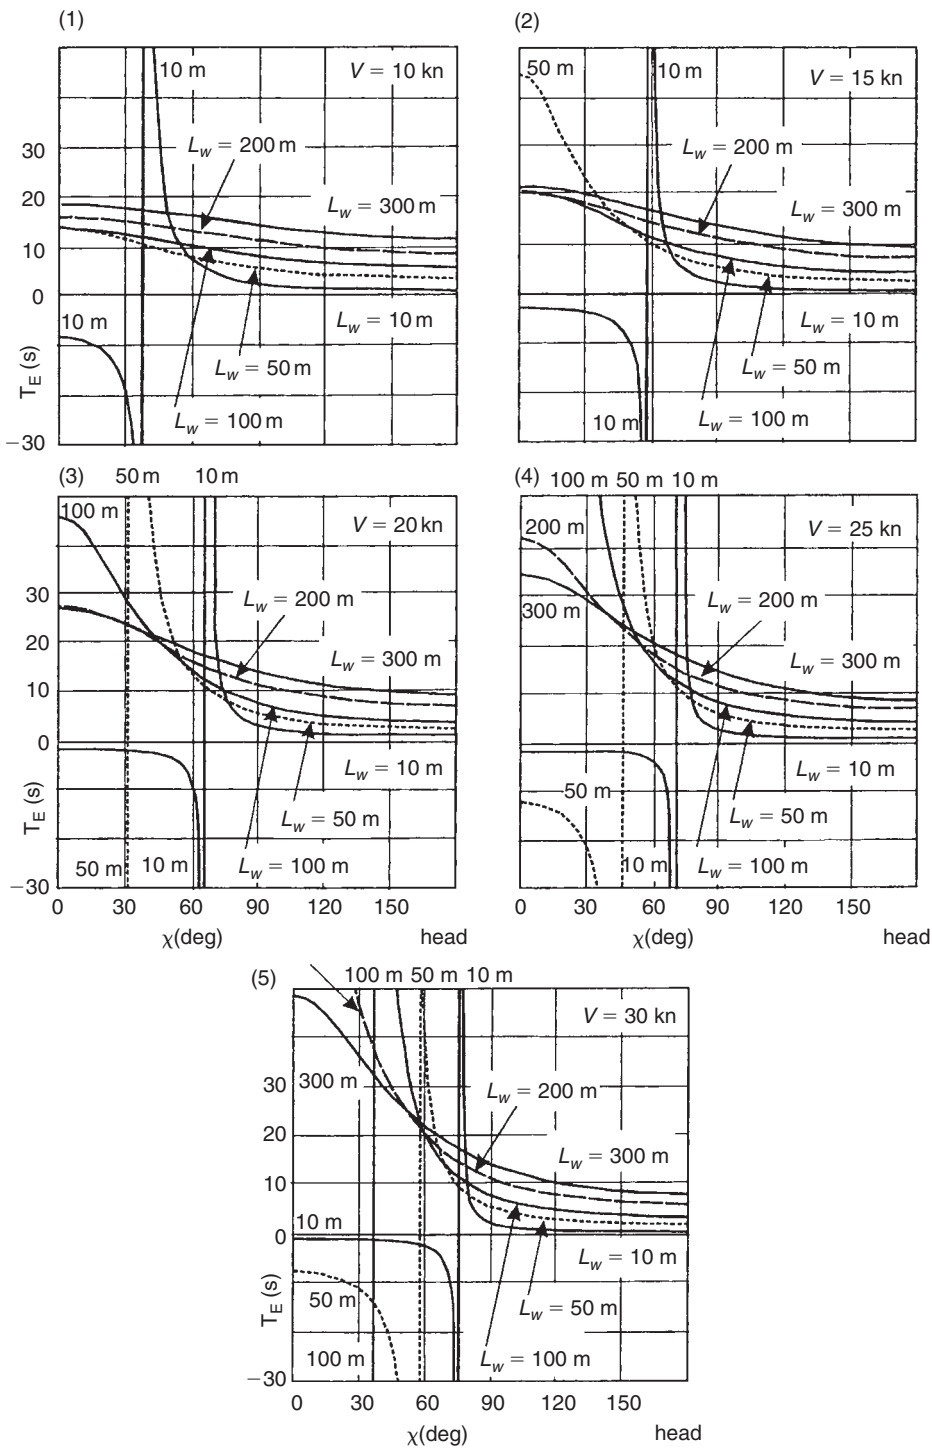 (1)
10 m
V = 10 kn
L_w = 200 m
30
20
L_w = 300 m
10
0
10 m
L_w = 10 m
T_E (s)
L_w = 50 m
L_w = 100 m
−30
(2)
50 m
10 m
V = 15 kn
L_w = 200 m
L_w = 300 m
L_w = 10 m
L_w = 50 m
10 m
L_w = 100 m
(3)
50 m
10 m
100 m
V = 20 kn
30
L_w = 200 m
20
L_w = 300 m
10
0
L_w = 10 m
T_E (s)
L_w = 50 m
50 m
10 m
L_w = 100 m
−30
0 30 60 90 120 150
χ(deg)
head
(4)
100 m 50 m 10 m
200 m
V = 25 kn
300 m
L_w = 200 m
L_w = 300 m
L_w = 10 m
50 m
L_w = 50 m
10 m
L_w = 100 m
0 30 60 90 120 150
χ(deg)
head
(5)
100 m 50 m 10 m
V = 30 kn
300 m
30
L_w = 200 m
20
L_w = 300 m
10
10 m
0
L_w = 10 m
T_E (s)
50 m
L_w = 50 m
100 m
L_w = 100 m
−30
0 30 60 90 120 150
χ(deg)
head